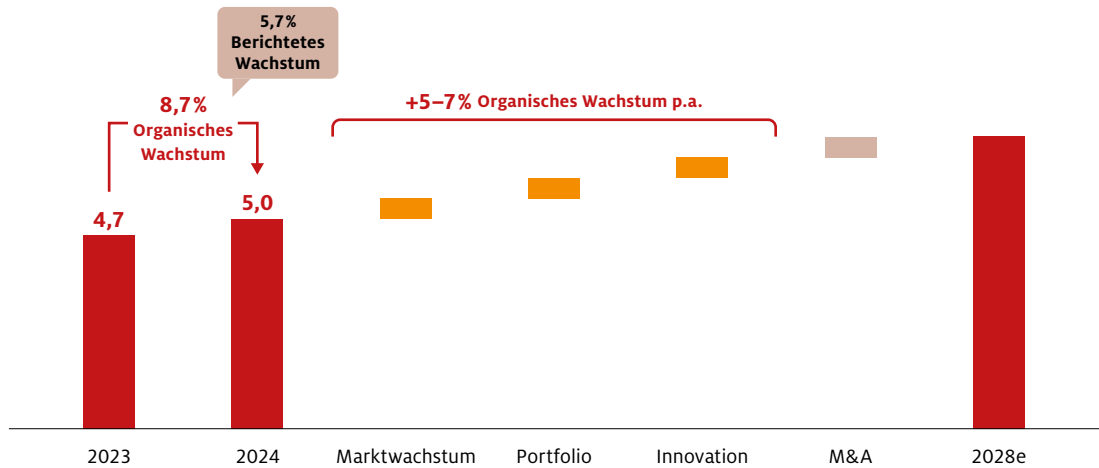 5,7%
Berichtetes
Wachstum
8,7%
Organisches
Wachstum
+5–7% Organisches Wachstum p.a.
4,7
5,0
2023
2024
Marktwachstum
Portfolio
Innovation
M&A
2028e